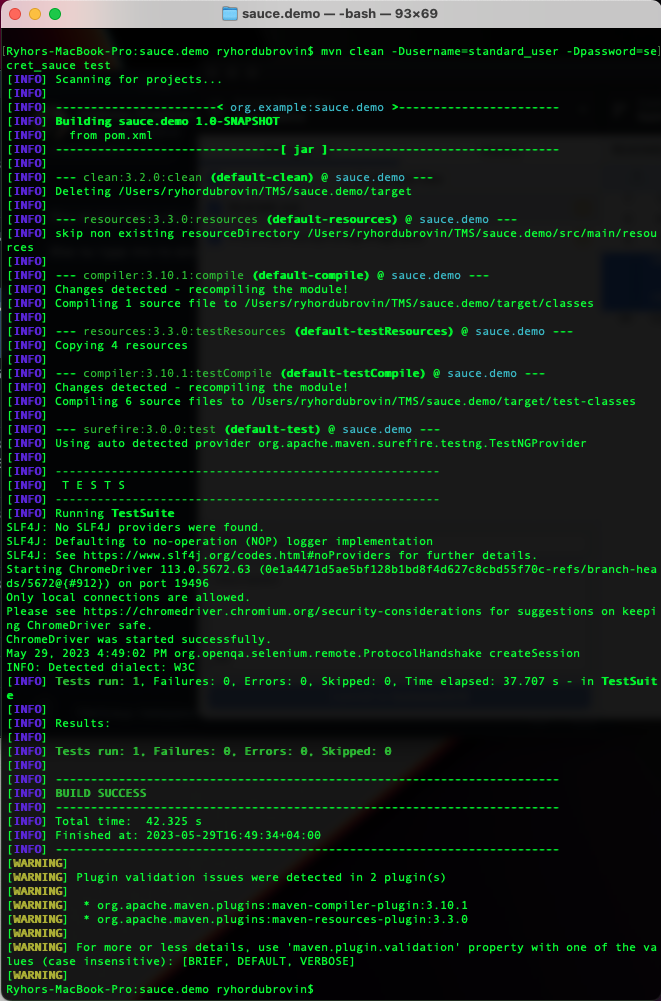 sauce.demo — -bash — 93×69
Ryhors-MacBook-Pro:sauce.demo ryhordubrovin$ mvn clean -Dusername=standard_user -Dpassword=se
cret_sauce test
[INFO] Scanning for projects...
[INFO]
[INFO] -----------------------< org.example:sauce.demo >-----------------------
[INFO] Building sauce.demo 1.0-SNAPSHOT
[INFO]   from pom.xml
[INFO] --------------------------------[ jar ]---------------------------------
[INFO]
[INFO] --- clean:3.2.0:clean (default-clean) @ sauce.demo ---
[INFO] Deleting /Users/ryhordubrovin/TMS/sauce.demo/target
[INFO]
[INFO] --- resources:3.3.0:resources (default-resources) @ sauce.demo ---
[INFO] skip non existing resourceDirectory /Users/ryhordubrovin/TMS/sauce.demo/src/main/resou
rces
[INFO]
[INFO] --- compiler:3.10.1:compile (default-compile) @ sauce.demo ---
[INFO] Changes detected - recompiling the module!
[INFO] Compiling 1 source file to /Users/ryhordubrovin/TMS/sauce.demo/target/classes
[INFO]
[INFO] --- resources:3.3.0:testResources (default-testResources) @ sauce.demo ---
[INFO] Copying 4 resources
[INFO]
[INFO] --- compiler:3.10.1:testCompile (default-testCompile) @ sauce.demo ---
[INFO] Changes detected - recompiling the module!
[INFO] Compiling 6 source files to /Users/ryhordubrovin/TMS/sauce.demo/target/test-classes
[INFO]
[INFO] --- surefire:3.0.0:test (default-test) @ sauce.demo ---
[INFO] Using auto detected provider org.apache.maven.surefire.testng.TestNGProvider
[INFO]
[INFO] -------------------------------------------------------
[INFO]  T E S T S
[INFO] -------------------------------------------------------
[INFO] Running TestSuite
SLF4J: No SLF4J providers were found.
SLF4J: Defaulting to no-operation (NOP) logger implementation
SLF4J: See https://www.slf4j.org/codes.html#noProviders for further details.
Starting ChromeDriver 113.0.5672.63 (0e1a4471d5ae5bf128b1bd8f4d627c8cbd55f70c-refs/branch-hea
ds/5672@{#912}) on port 19496
Only local connections are allowed.
Please see https://chromedriver.chromium.org/security-considerations for suggestions on keepi
ng ChromeDriver safe.
ChromeDriver was started successfully.
May 29, 2023 4:49:02 PM org.openqa.selenium.remote.ProtocolHandshake createSession
INFO: Detected dialect: W3C
[INFO] Tests run: 1, Failures: 0, Errors: 0, Skipped: 0, Time elapsed: 37.707 s - in TestSuit
e
[INFO]
[INFO] Results:
[INFO]
[INFO] Tests run: 1, Failures: 0, Errors: 0, Skipped: 0
[INFO]
[INFO] ------------------------------------------------------------------------
[INFO] BUILD SUCCESS
[INFO] ------------------------------------------------------------------------
[INFO] Total time:  42.325 s
[INFO] Finished at: 2023-05-29T16:49:34+04:00
[INFO] ------------------------------------------------------------------------
[WARNING]
[WARNING] Plugin validation issues were detected in 2 plugin(s)
[WARNING]
[WARNING]  * org.apache.maven.plugins:maven-compiler-plugin:3.10.1
[WARNING]  * org.apache.maven.plugins:maven-resources-plugin:3.3.0
[WARNING]
[WARNING] For more or less details, use 'maven.plugin.validation' property with one of the va
lues (case insensitive): [BRIEF, DEFAULT, VERBOSE]
[WARNING]
Ryhors-MacBook-Pro:sauce.demo ryhordubrovin$